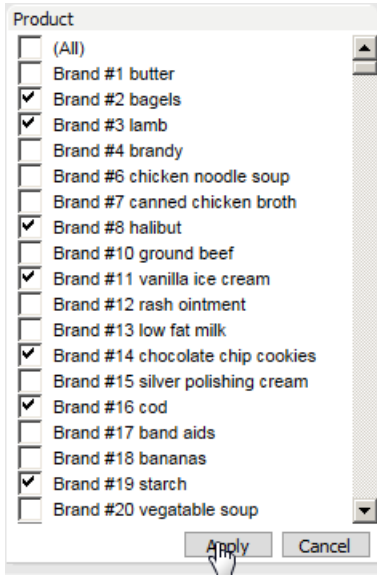 Product
(All)
Brand #1 butter
Brand #2 bagels
Brand #3 lamb
Brand #4 brandy
Brand #6 chicken noodle soup
Brand #7 canned chicken broth
Brand #8 halibut
Brand #10 ground beef
Brand #11 vanilla ice cream
Brand #12 rash ointment
Brand #13 low fat milk
Brand #14 chocolate chip cookies
Brand #15 silver polishing cream
Brand #16 cod
Brand #17 band aids
Brand #18 bananas
Brand #19 starch
Brand #20 vegatable soup
Apply Cancel